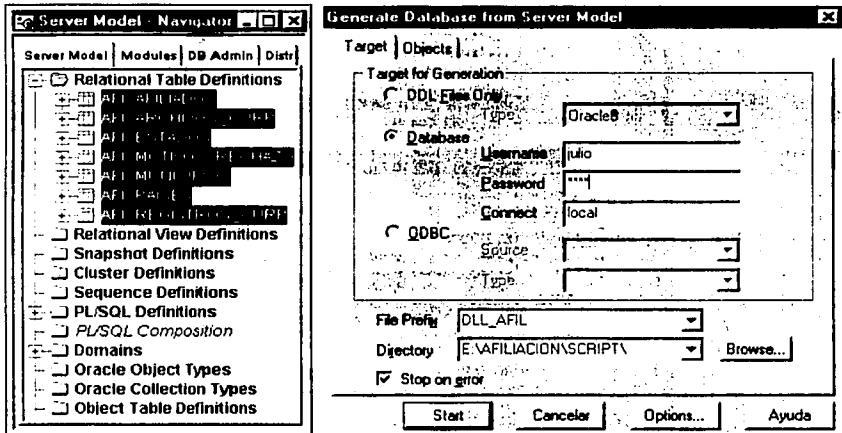 Server Model - Navigator
Server Model Modules DB Admin Distr
Relational Table Definitions
Relational View Definitions
Snapshot Definitions
Cluster Definitions
Sequence Definitions
PL/SQL Definitions
PL/SQL Composition
Domains
Oracle Object Types
Oracle Collection Types
Object Table Definitions
Generate Database from Server Model
Target Objects
Target for Generation
DDL Files Only
Type Oracle8
Database
Username julio
Password ****
Connect local
ODBC
Source
Type
File Prefix DLL_AFIL
Directory E:\AFILIACION\SCRIPT\ Browse...
Stop on error
Start Cancelar Options... Ayuda